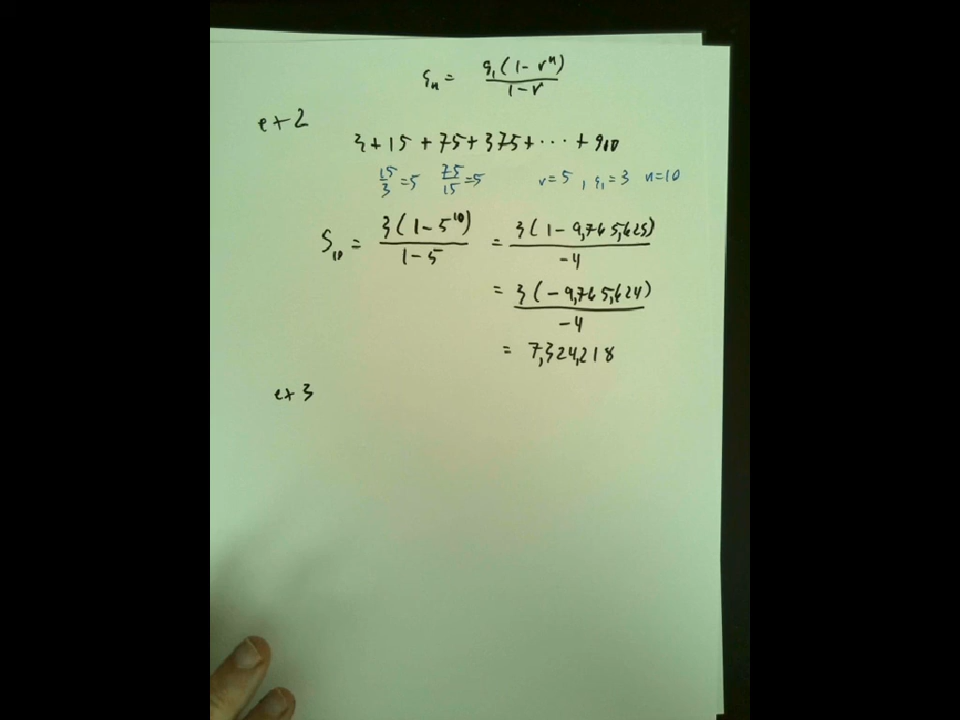 Sₙ = a₁(1 - rⁿ) / 1 - r
ex 2
3 + 15 + 75 + 375 + ··· + a₁₀
15/3 = 5 75/15 = 5 r = 5 , a₁ = 3 n = 10
S₁₀ = 3(1 - 5¹⁰) / 1 - 5 = 3(1 - 9,765,625) / -4
= 3(-9,765,624) / -4
= 7,324,218
ex 3